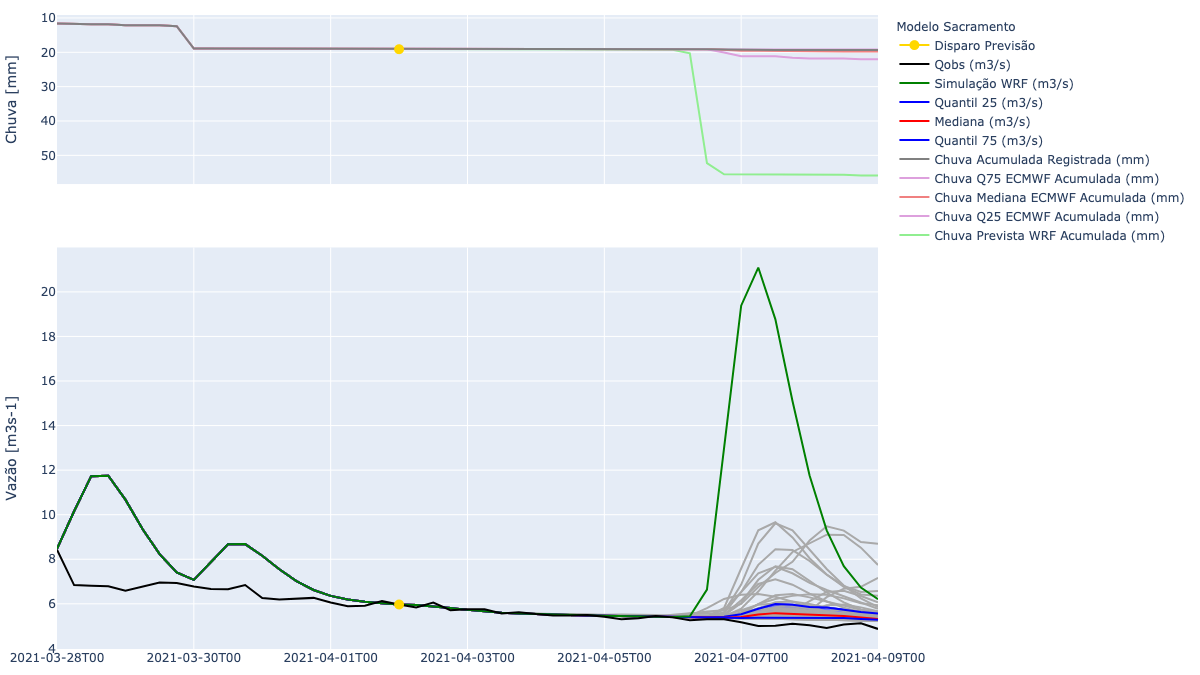 10
20
30
40
50
Chuva [mm]
Modelo Sacramento
Disparo Previsão
Qobs (m3/s)
Simulação WRF (m3/s)
Quantil 25 (m3/s)
Mediana (m3/s)
Quantil 75 (m3/s)
Chuva Acumulada Registrada (mm)
Chuva Q75 ECMWF Acumulada (mm)
Chuva Mediana ECMWF Acumulada (mm)
Chuva Q25 ECMWF Acumulada (mm)
Chuva Prevista WRF Acumulada (mm)
20
18
16
14
12
10
8
6
4
Vazão [m3s-1]
2021-03-28T00
2021-03-30T00
2021-04-01T00
2021-04-03T00
2021-04-05T00
2021-04-07T00
2021-04-09T00